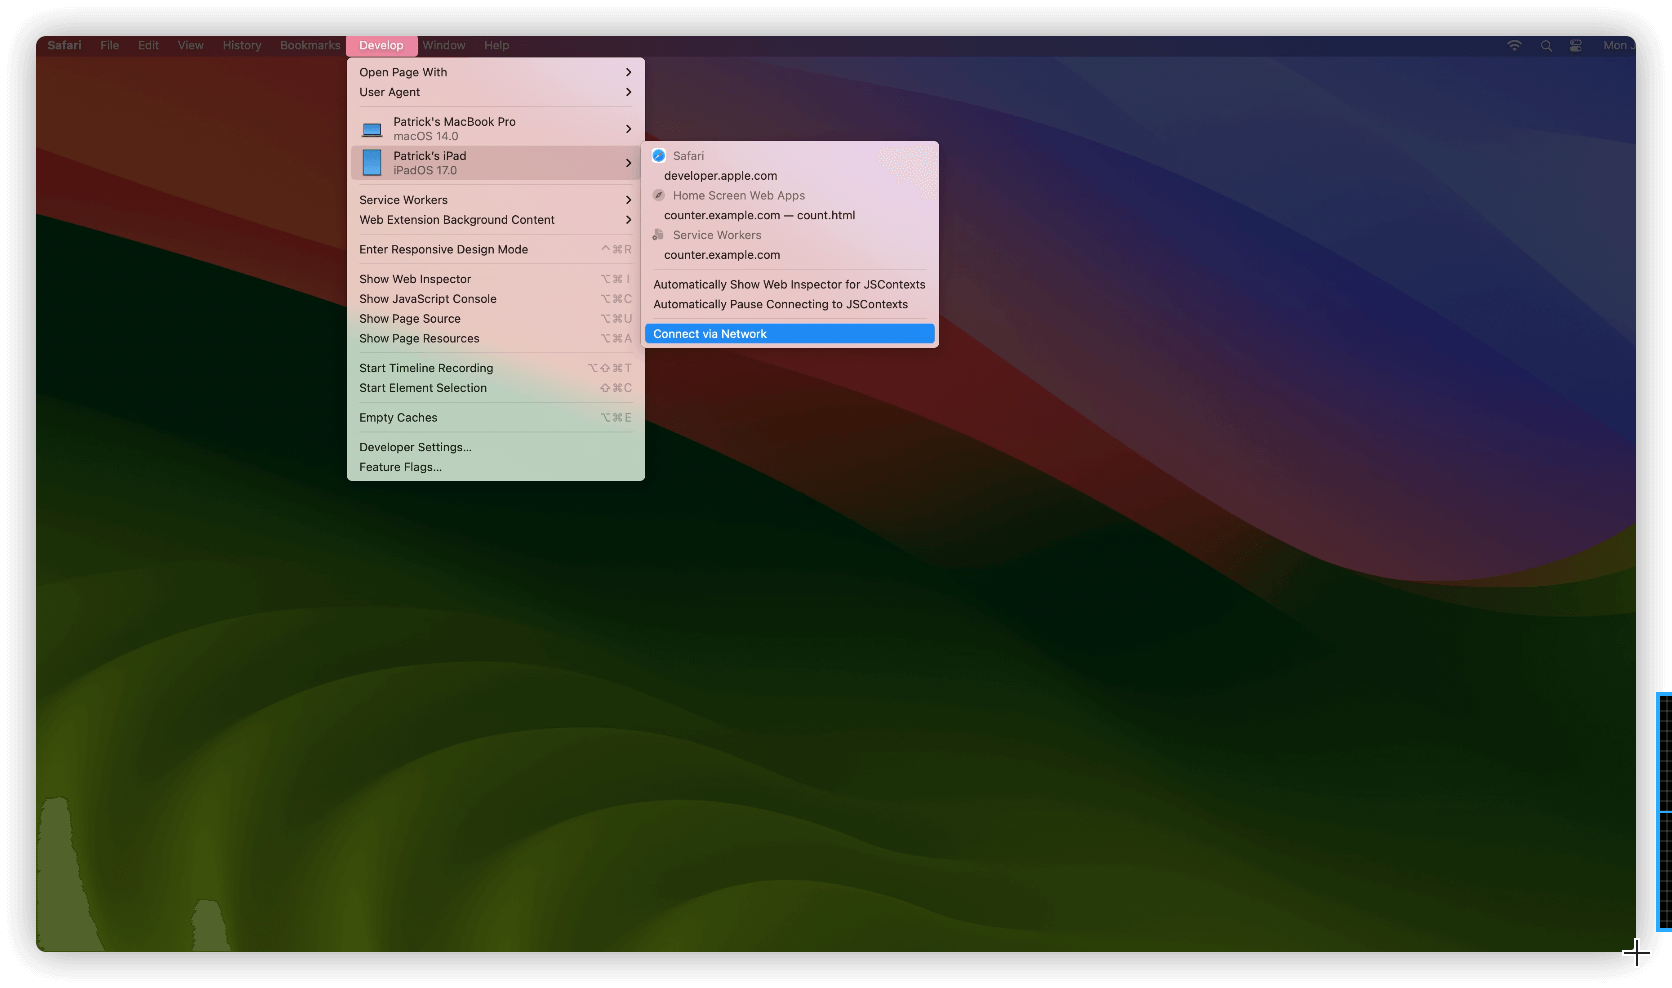 Safari File Edit View History Bookmarks Develop Window Help Mon J
Open Page With
User Agent
Patrick's MacBook Pro
macOS 14.0
Patrick's iPad
iPadOS 17.0
Service Workers
Web Extension Background Content
Enter Responsive Design Mode ^⌘R
Show Web Inspector ⌥⌘I
Show JavaScript Console ⌥⌘C
Show Page Source ⌥⌘U
Show Page Resources ⌥⌘A
Start Timeline Recording ⌥⇧⌘T
Start Element Selection ⇧⌘C
Empty Caches ⌥⌘E
Developer Settings...
Feature Flags...
Safari
developer.apple.com
Home Screen Web Apps
counter.example.com — count.html
Service Workers
counter.example.com
Automatically Show Web Inspector for JSContexts
Automatically Pause Connecting to JSContexts
Connect via Network